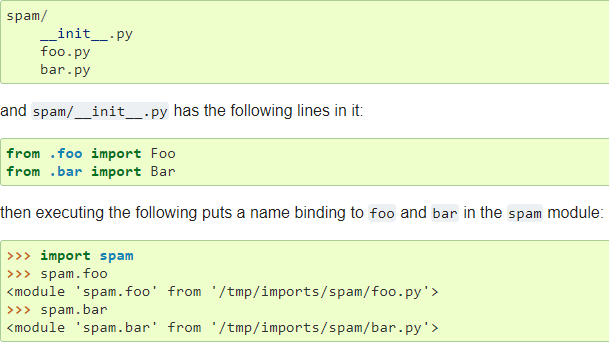 spam/
    __init__.py
    foo.py
    bar.py
and spam/__init__.py has the following lines in it:
from .foo import Foo
from .bar import Bar
then executing the following puts a name binding to foo and bar in the spam module:
>>> import spam
>>> spam.foo
<module 'spam.foo' from '/tmp/imports/spam/foo.py'>
>>> spam.bar
<module 'spam.bar' from '/tmp/imports/spam/bar.py'>